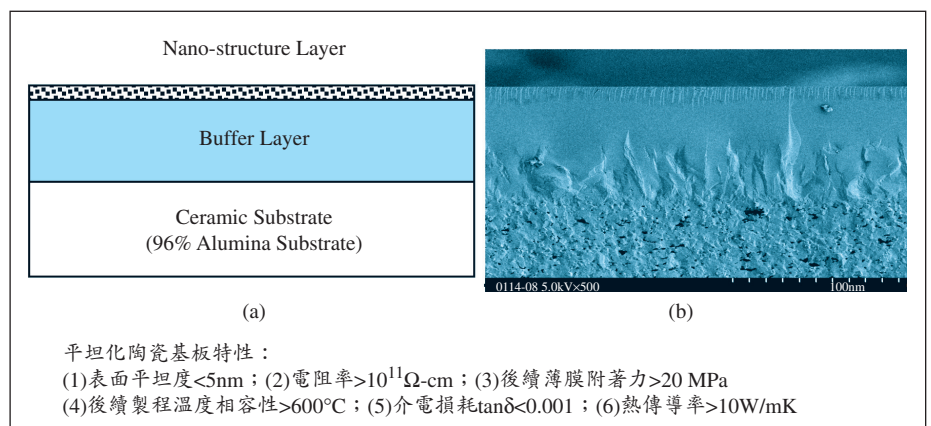 Nano-structure Layer
Buffer Layer
Ceramic Substrate
(96% Alumina Substrate)
(a)
0114-08 5.0kV×500
100nm
(b)
平坦化陶瓷基板特性：
(1)表面平坦度<5nm；(2)電阻率>10¹¹Ω-cm；(3)後續薄膜附著力>20 MPa
(4)後續製程溫度相容性>600°C；(5)介電損耗tanδ<0.001；(6)熱傳導率>10W/mK